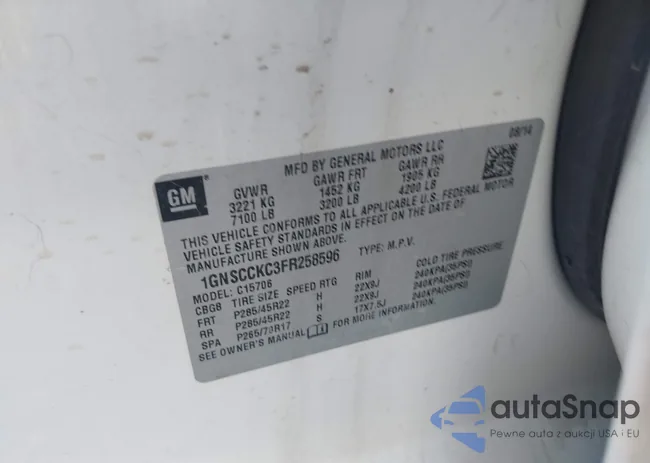 08/14
MFD BY GENERAL MOTORS LLC
GM
GVWR GAWR FRT GAWR RR
3221 KG 1452 KG 1905 KG
7100 LB 3200 LB 4200 LB
THIS VEHICLE CONFORMS TO ALL APPLICABLE U.S. FEDERAL MOTOR
VEHICLE SAFETY STANDARDS IN EFFECT ON THE DATE OF
MANUFACTURE SHOWN ABOVE.
1GNSCCKC3FR258596 TYPE: M.P.V.
MODEL: C15706
CBGB TIRE SIZE SPEED RTG RIM COLD TIRE PRESSURE
FRT P285/45R22 H 22X9J 240KPA(35PSI)
RR P285/45R22 H 22X9J 240KPA(35PSI)
SPA P265/70R17 S 17X7.5J 240KPA(35PSI)
SEE OWNER'S MANUAL FOR MORE INFORMATION.
autaSnap
Pewne auta z aukcji USA i EU